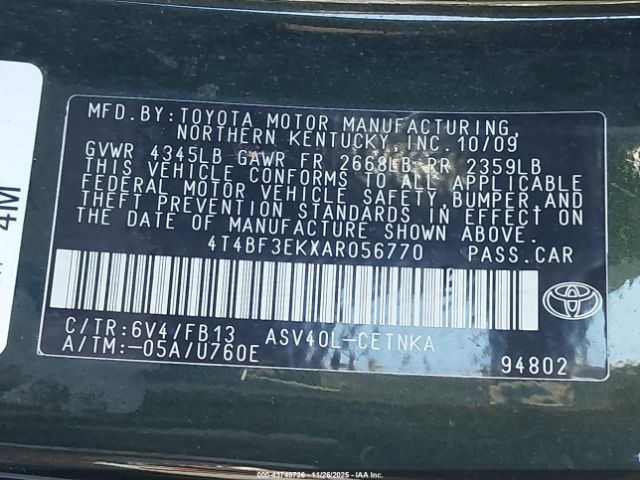 MFD.BY:TOYOTA MOTOR MANUFACTURING,
NORTHERN KENTUCKY, INC. 10/09
GVWR 4345LB GAWR FR 2668LB RR 2359LB
THIS VEHICLE CONFORMS TO ALL APPLICABLE
FEDERAL MOTOR VEHICLE SAFETY, BUMPER, AND
THEFT PREVENTION STANDARDS IN EFFECT ON
THE DATE OF MANUFACTURE SHOWN ABOVE.
4T4BF3EKXAR056770 PASS.CAR
C/TR:6V4/FB13 ASV40L-CETNKA
A/TM:-05A/U760E
94802
4M
000-43748726 - 11/26/2025 - IAA Corp.